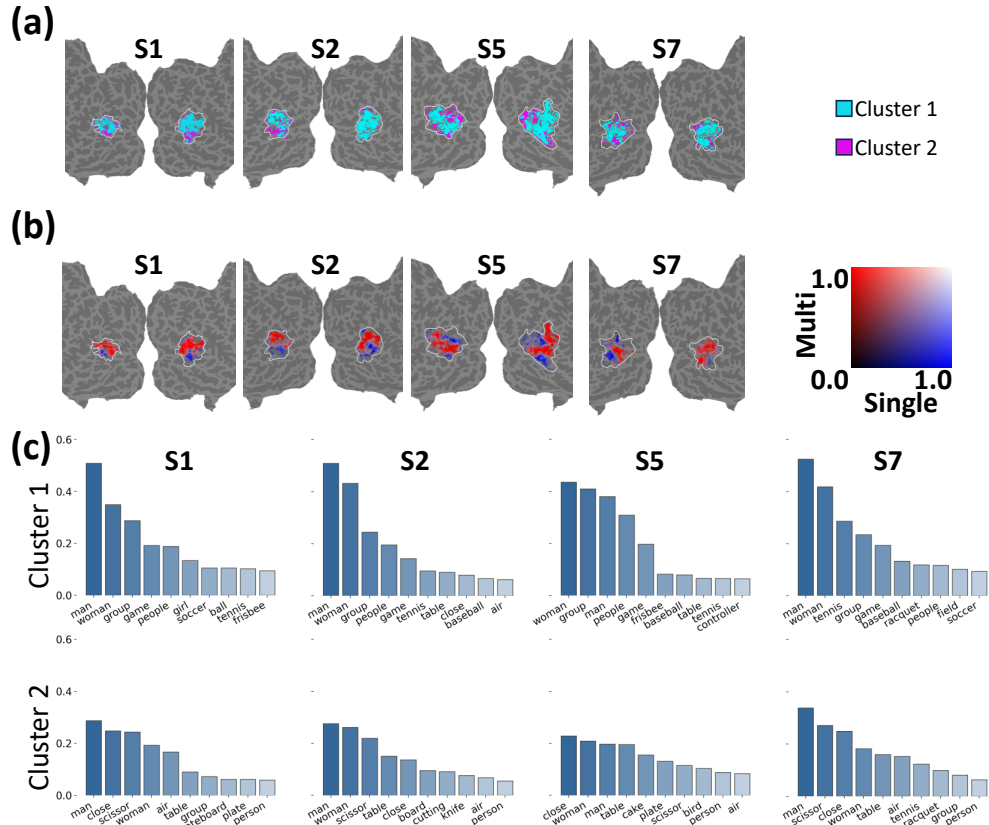 (a)
S1 S2 S5 S7
Cluster 1
Cluster 2
(b)
S1 S2 S5 S7
1.0
Multi
0.0 1.0
Single
(c)
S1 S2 S5 S7
Cluster 1
0.6
0.4
0.2
0.0
man woman group game people girl soccer ball tennis frisbee
man woman group people game tennis table close baseball air
woman group man people game frisbee baseball table tennis controller
man woman tennis group game baseball racquet people field soccer
Cluster 2
0.6
0.4
0.2
0.0
man close scissor woman air table group teboard plate person
man woman scissor table close board cutting knife air person
close woman man table cake plate scissor bird person air
man scissor close woman table air tennis racquet group person